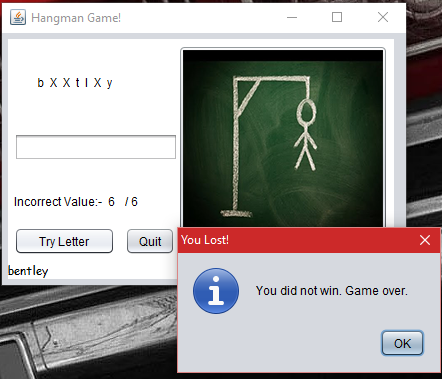 Hangman Game!
b X X t l X y
Incorrect Value:- 6 / 6
Try Letter
Quit
bentley
You Lost!
You did not win. Game over.
OK